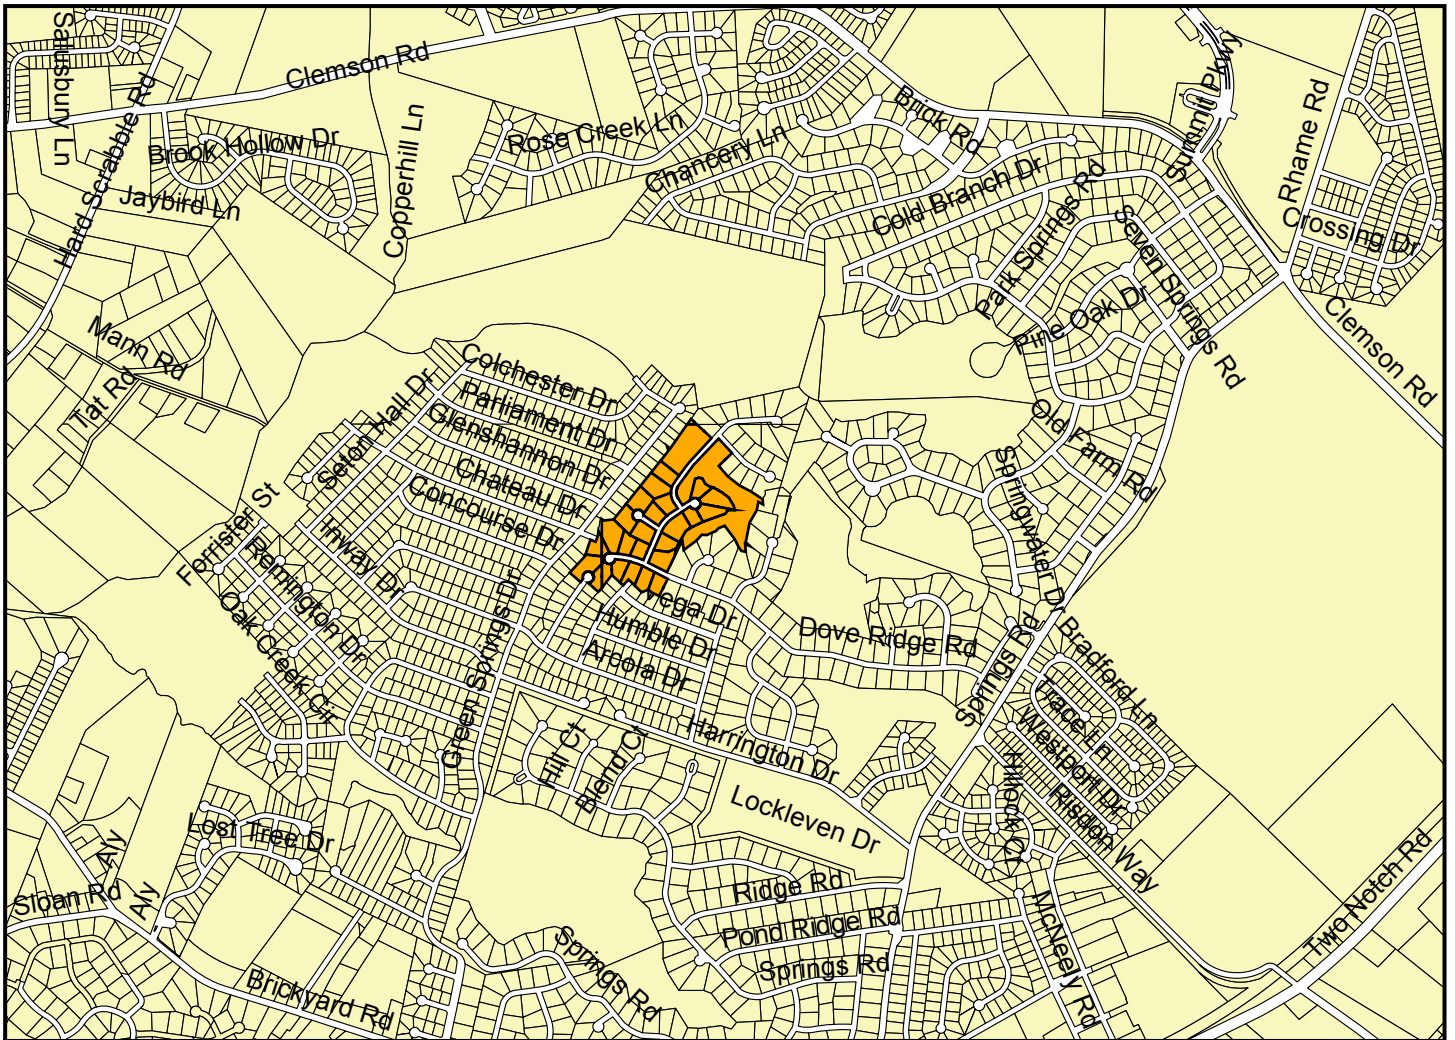 Sallusbury Ln
Clemson Rd
Summit Pkwy
Rhame Rd
Hard Scrabble Rd
Brick Rd
Copperhill Ln
Rose Creek Ln
Brook Hollow Dr
Chancery Ln
Jaybird Ln
Cold Branch Dr
Park Springs Rd
Seven Springs Rd
Crossing Dr
Pine Oak Dr
Clemson Rd
Mann Rd
Tat Rd
Colchester Dr
Parliament Dr
Seton Hall Dr
Glenshannon Dr
Old Farm Rd
Chateau Dr
Concourse Dr
Springwater Dr
Forrister St
Inway Dr
Remington Dr
Oak Creek Cir
Green Springs Dr
Vega Dr
Humble Dr
Arcola Dr
Dove Ridge Rd
Springs Rd
Bradford Ln
Trace Ln
Westport Dr
Harrington Dr
Hill Ct
Blend Ct
Hillock Ct
Risdon Way
Lockleven Dr
Lost Tree Dr
Aly
Aly
Sloan Rd
Ridge Rd
Pond Ridge Rd
McNeely Rd
Two Notch Rd
Springs Rd
Springs Rd
Brickyard Rd